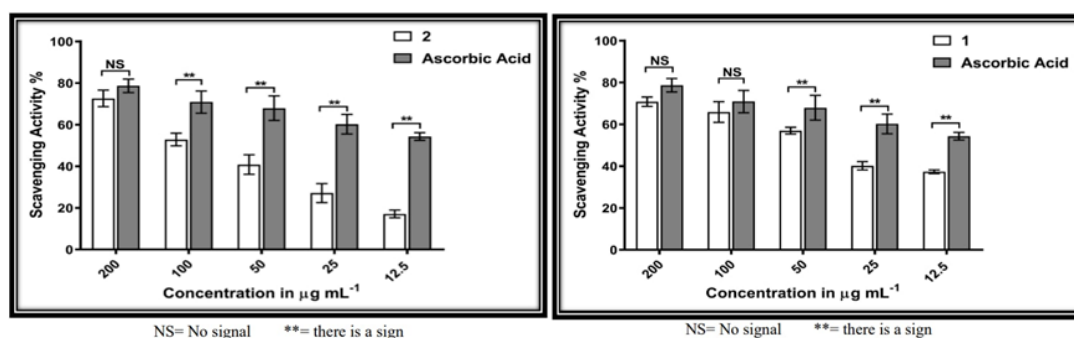 2
Ascorbic Acid
Scavenging Activity %
100
80
60
40
20
0
NS
**
**
**
**
200
100
50
25
12.5
Concentration in μg mL-1
NS= No signal **= there is a sign
1
Ascorbic Acid
Scavenging Activity %
100
80
60
40
20
0
NS
NS
**
**
**
200
100
50
25
12.5
Concentration in μg mL-1
NS= No signal **= there is a sign